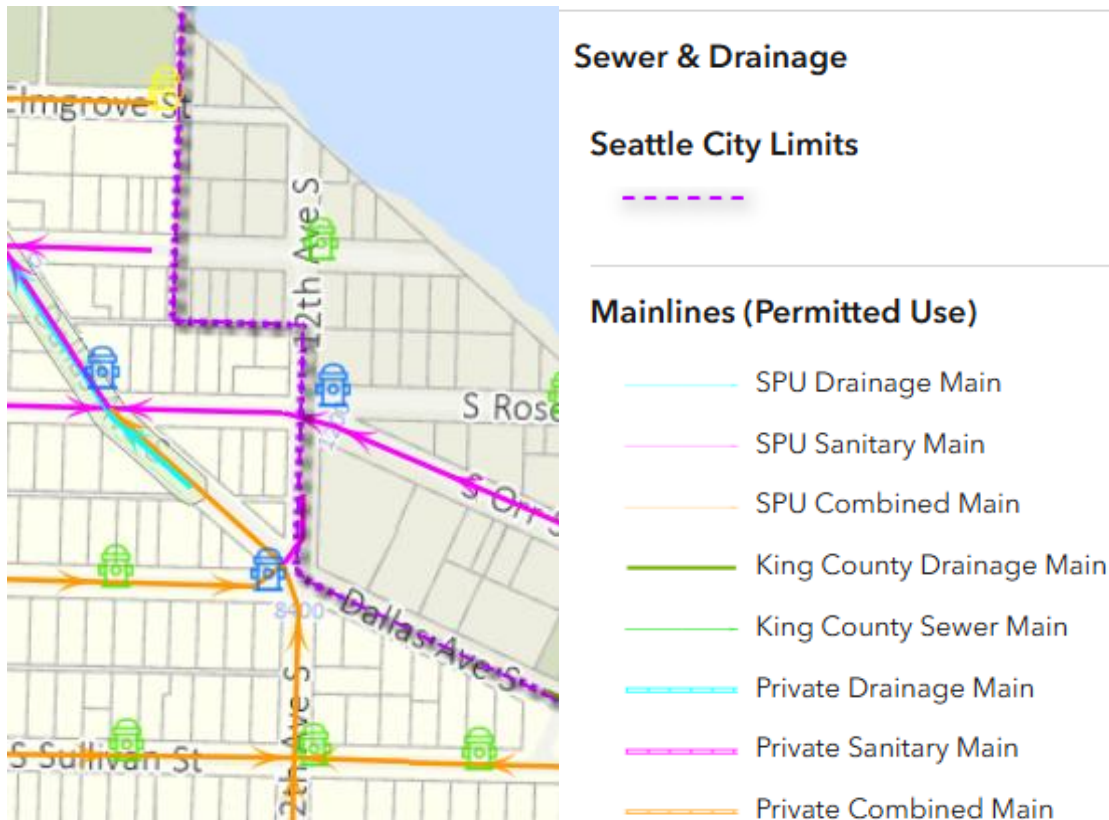 Elmgrove St
12th Ave S
S Rose
S Orr S
8400
Dallas Ave S
2th Ave S
S Sullivan St
Sewer & Drainage
Seattle City Limits
Mainlines (Permitted Use)
SPU Drainage Main
SPU Sanitary Main
SPU Combined Main
King County Drainage Main
King County Sewer Main
Private Drainage Main
Private Sanitary Main
Private Combined Main